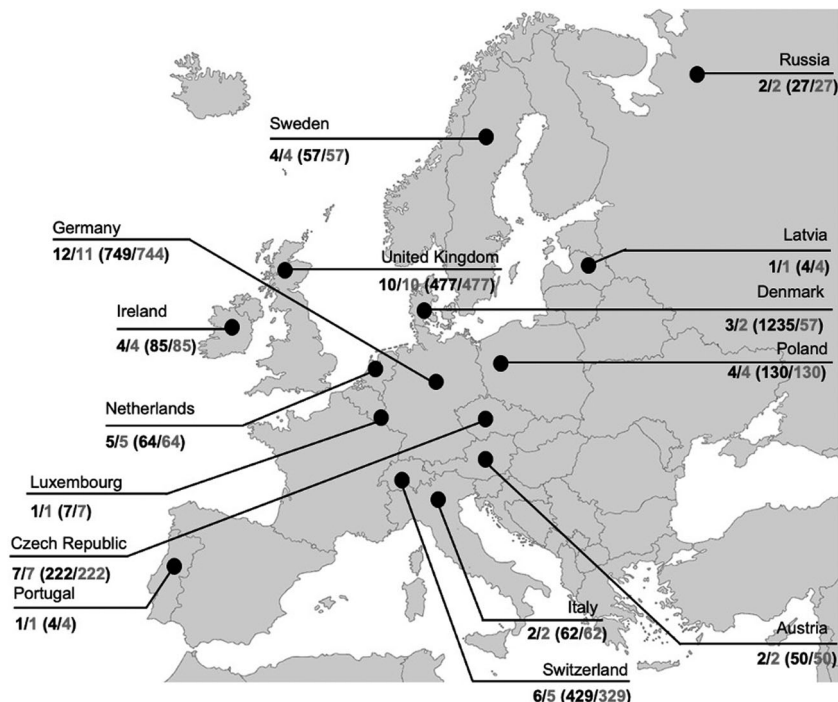 Russia
2/2 (27/27)
Sweden
4/4 (57/57)
Germany
12/11 (749/744)
United Kingdom
10/10 (477/477)
Latvia
1/1 (4/4)
Denmark
3/2 (1235/57)
Ireland
4/4 (85/85)
Poland
4/4 (130/130)
Netherlands
5/5 (64/64)
Luxembourg
1/1 (7/7)
Czech Republic
7/7 (222/222)
Portugal
1/1 (4/4)
Italy
2/2 (62/62)
Austria
2/2 (50/50)
Switzerland
6/5 (429/329)